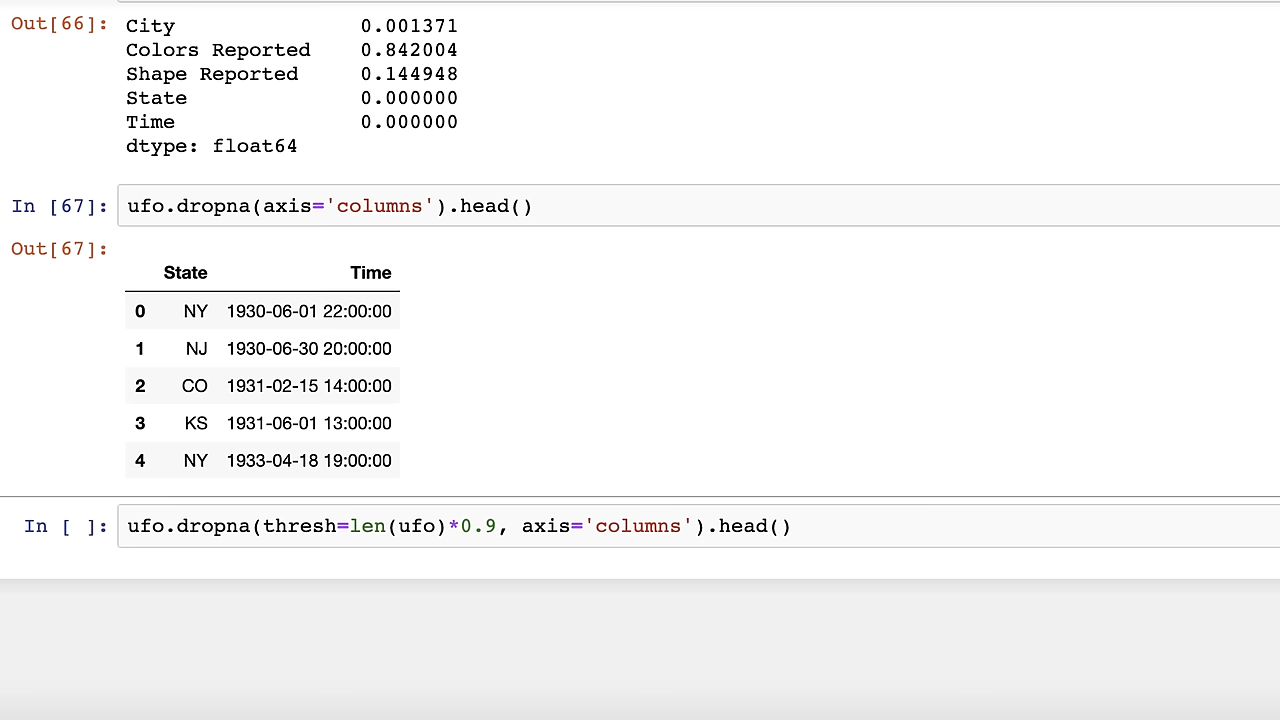 Out[66]: City 0.001371
Colors Reported 0.842004
Shape Reported 0.144948
State 0.000000
Time 0.000000
dtype: float64
In [67]: ufo.dropna(axis='columns').head()
Out[67]:
State Time
0 NY 1930-06-01 22:00:00
1 NJ 1930-06-30 20:00:00
2 CO 1931-02-15 14:00:00
3 KS 1931-06-01 13:00:00
4 NY 1933-04-18 19:00:00
In [ ]: ufo.dropna(thresh=len(ufo)*0.9, axis='columns').head()